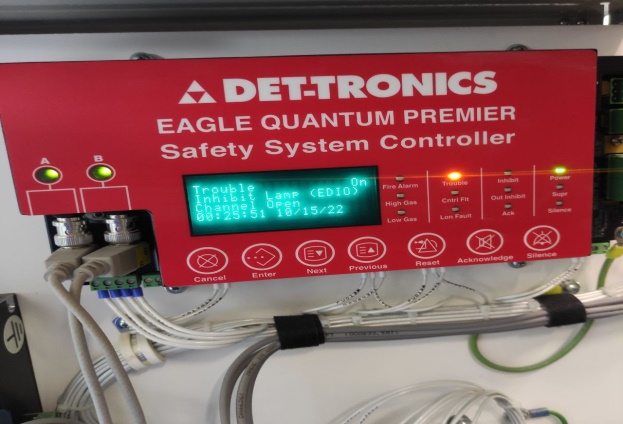 DET-TRONICS
EAGLE QUANTUM PREMIER
Safety System Controller
A B
Trouble On
Inhibit Lamp (EDIO)
Channel Open
00:25:51 10/15/22
Fire Alarm Trouble Inhibit Power
High Gas Cntrl Flt Out Inhibit Supr
Low Gas Lon Fault Ack Silence
Cancel Enter Next Previous Reset Acknowledge Silence